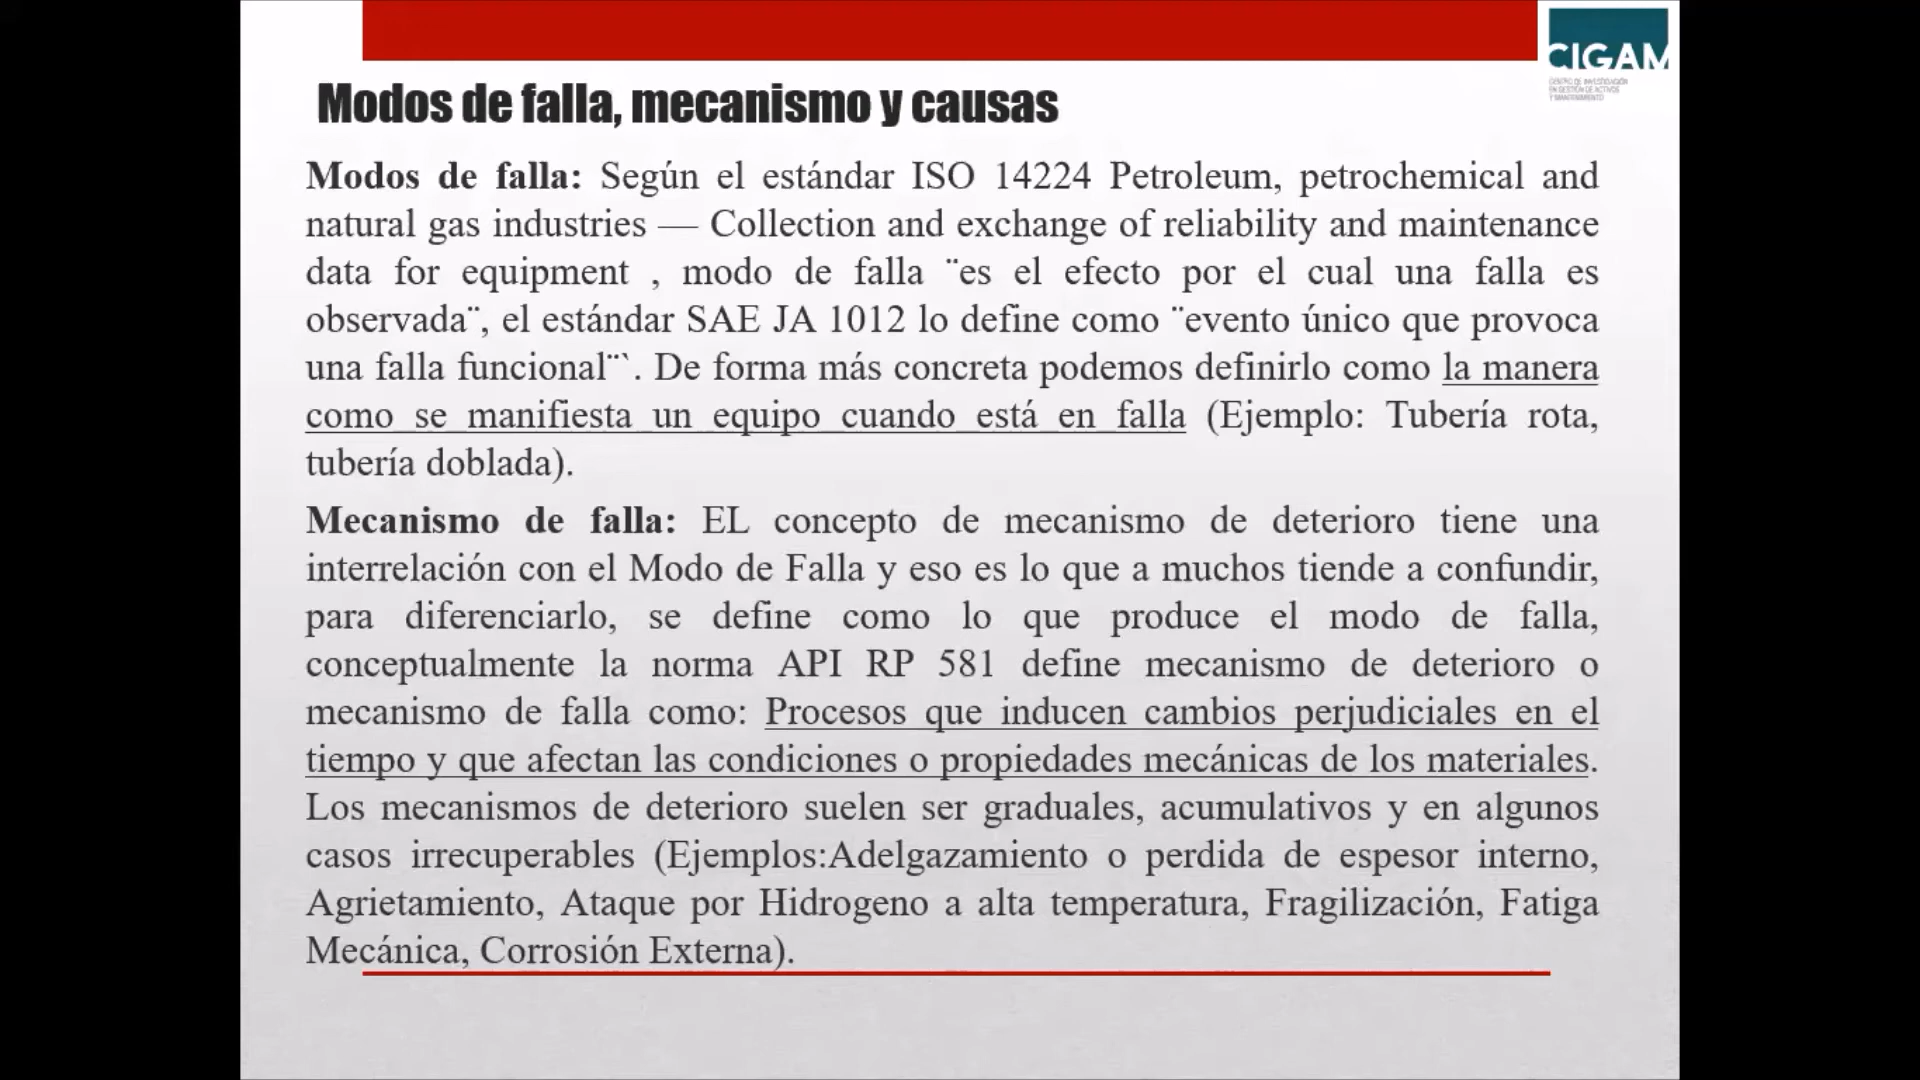 CIGAM
CENTRO DE INVESTIGACIÓN
EN GESTIÓN DE ACTIVOS
Y MANTENIMIENTO
Modos de falla, mecanismo y causas
Modos de falla: Según el estándar ISO 14224 Petroleum, petrochemical and
natural gas industries — Collection and exchange of reliability and maintenance
data for equipment , modo de falla ¨es el efecto por el cual una falla es
observada¨, el estándar SAE JA 1012 lo define como ¨evento único que provoca
una falla funcional¨`. De forma más concreta podemos definirlo como la manera
como se manifiesta un equipo cuando está en falla (Ejemplo: Tubería rota,
tubería doblada).
Mecanismo de falla: EL concepto de mecanismo de deterioro tiene una
interrelación con el Modo de Falla y eso es lo que a muchos tiende a confundir,
para diferenciarlo, se define como lo que produce el modo de falla,
conceptualmente la norma API RP 581 define mecanismo de deterioro o
mecanismo de falla como: Procesos que inducen cambios perjudiciales en el
tiempo y que afectan las condiciones o propiedades mecánicas de los materiales.
Los mecanismos de deterioro suelen ser graduales, acumulativos y en algunos
casos irrecuperables (Ejemplos:Adelgazamiento o perdida de espesor interno,
Agrietamiento, Ataque por Hidrogeno a alta temperatura, Fragilización, Fatiga
Mecánica, Corrosión Externa).